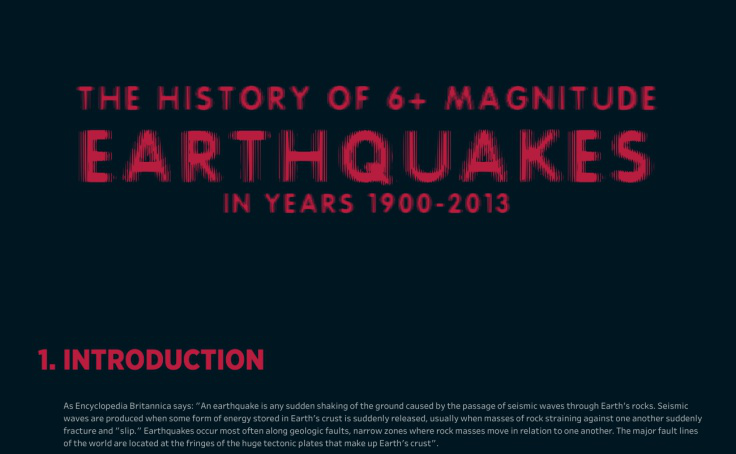 THE HISTORY OF 6+ MAGNITUDE
EARTHQUAKES
IN YEARS 1900-2013
1. INTRODUCTION
As Encyclopedia Britannica says: "An earthquake is any sudden shaking of the ground caused by the passage of seismic waves through Earth's rocks. Seismic
waves are produced when some form of energy stored in Earth's crust is suddenly released, usually when masses of rock straining against one another suddenly
fracture and "slip." Earthquakes occur most often along geologic faults, narrow zones where rock masses move in relation to one another. The major fault lines
of the world are located at the fringes of the huge tectonic plates that make up Earth's crust".